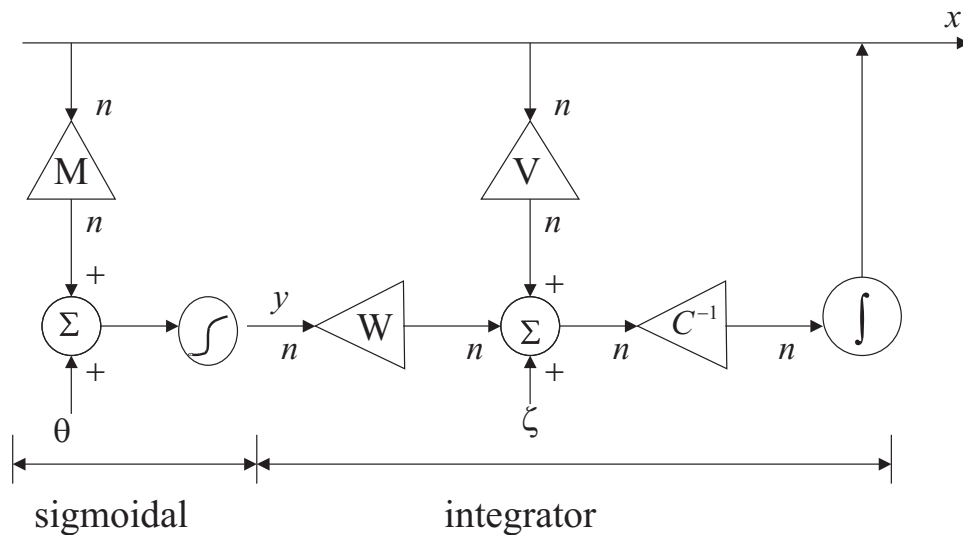 x
n n
M V
n n
+ +
Σ y W Σ C⁻¹ ∫
n n n n
+ +
θ ζ
sigmoidal integrator